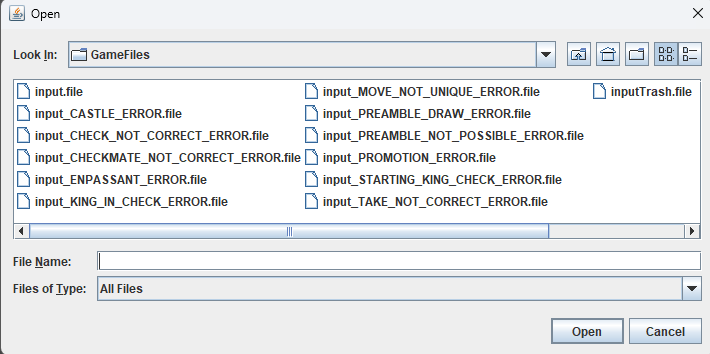 Open
Look In: GameFiles
input.file
input_CASTLE_ERROR.file
input_CHECK_NOT_CORRECT_ERROR.file
input_CHECKMATE_NOT_CORRECT_ERROR.file
input_ENPASSANT_ERROR.file
input_KING_IN_CHECK_ERROR.file
input_MOVE_NOT_UNIQUE_ERROR.file
input_PREAMBLE_DRAW_ERROR.file
input_PREAMBLE_NOT_POSSIBLE_ERROR.file
input_PROMOTION_ERROR.file
input_STARTING_KING_CHECK_ERROR.file
input_TAKE_NOT_CORRECT_ERROR.file
inputTrash.file
File Name:
Files of Type: All Files
Open Cancel